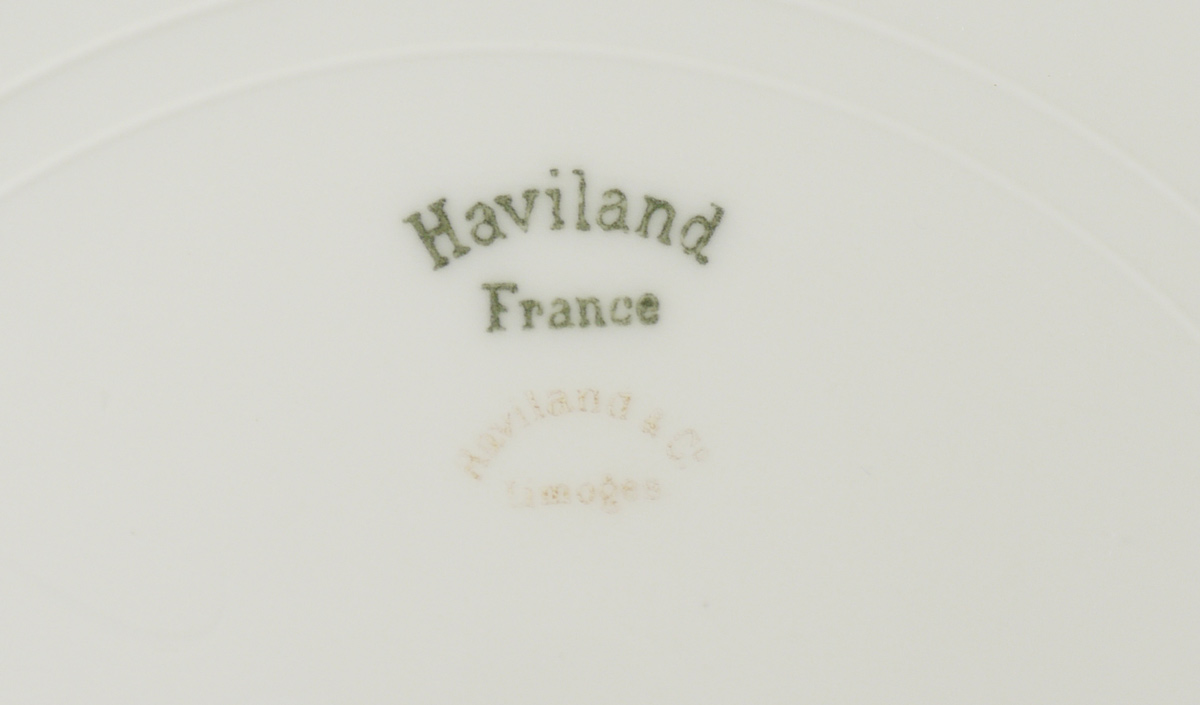 Haviland
France
Haviland & Co
Limoges